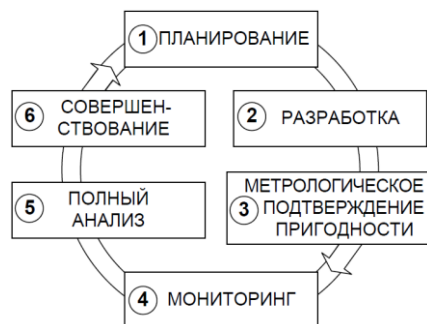 1 ПЛАНИРОВАНИЕ
2 РАЗРАБОТКА
3 МЕТРОЛОГИЧЕСКОЕ
ПОДТВЕРЖДЕНИЕ
ПРИГОДНОСТИ
4 МОНИТОРИНГ
5 ПОЛНЫЙ
АНАЛИЗ
6 СОВЕРШЕН-
СТВОВАНИЕ